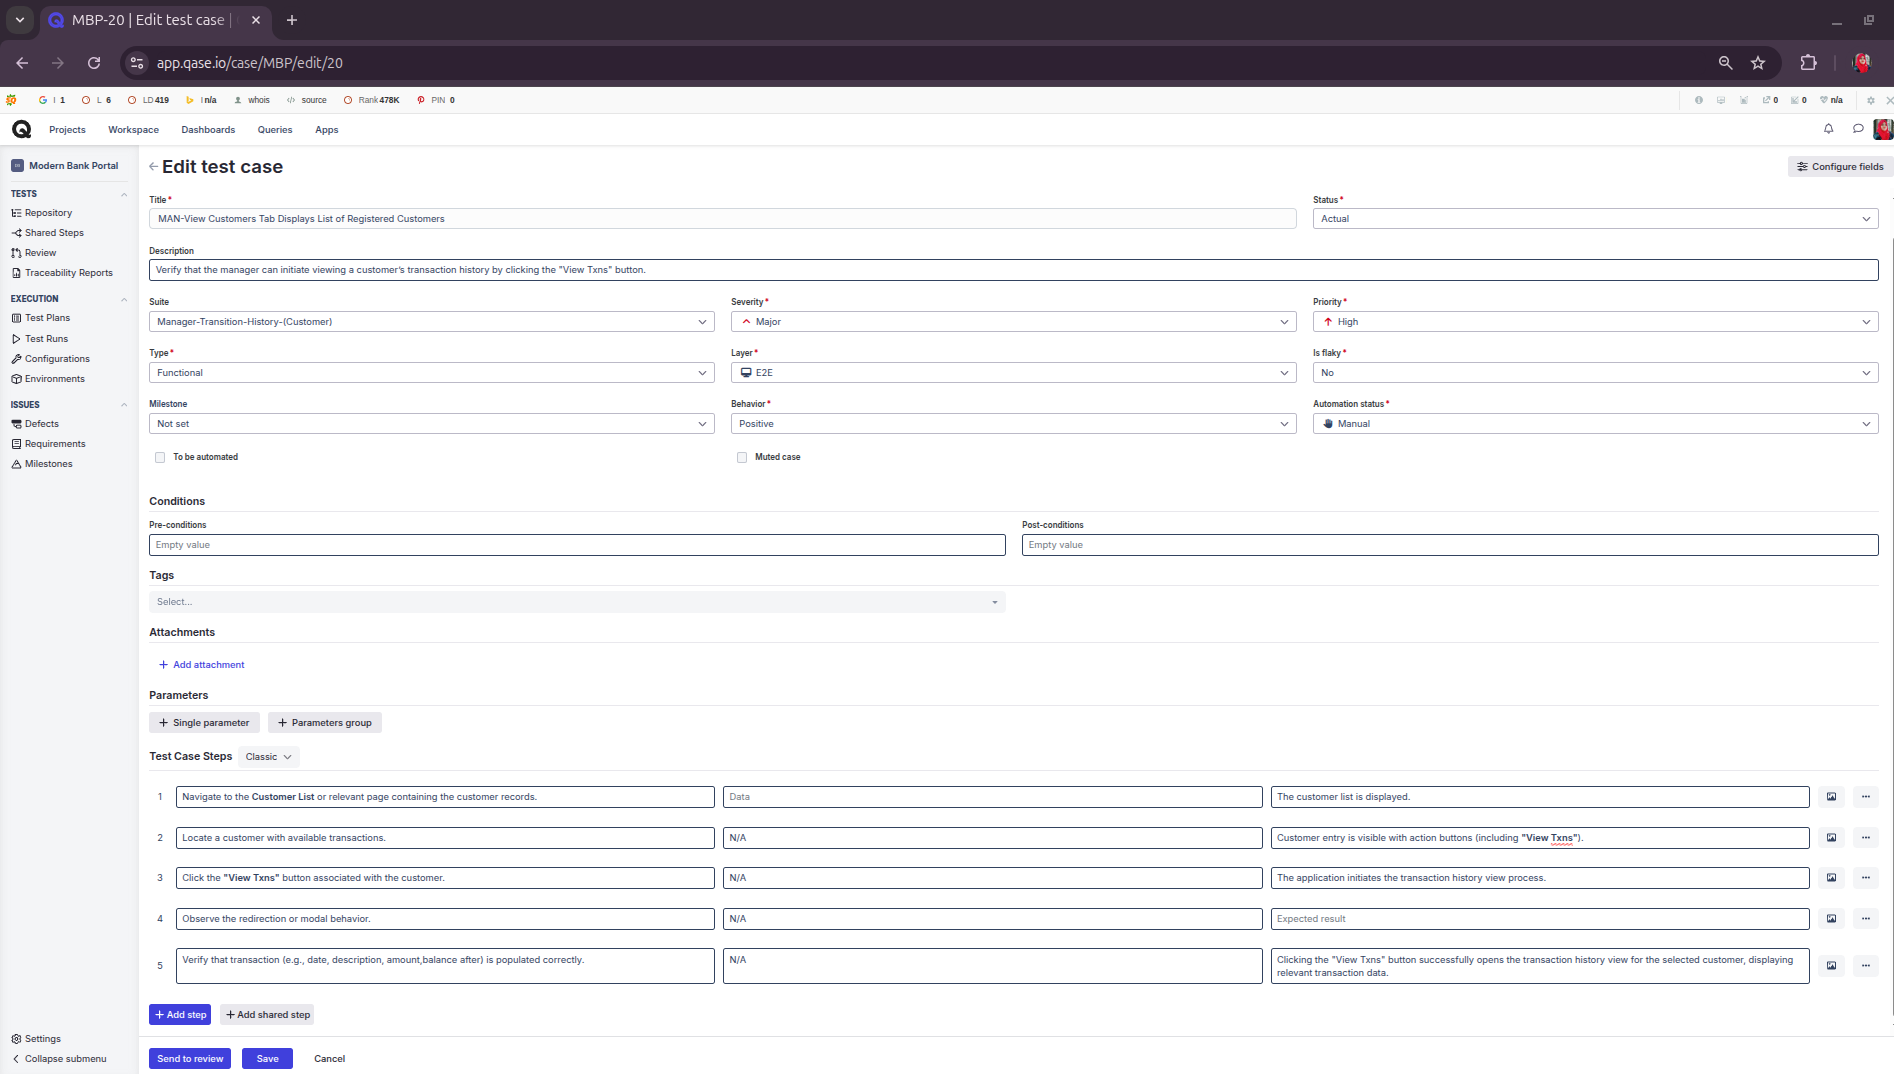 MBP-20 | Edit test case |
app.qase.io/case/MBP/edit/20
I 1 L 6 LD 419 I n/a whois source Rank 478K PIN 0 0 0 n/a
Projects Workspace Dashboards Queries Apps
Modern Bank Portal
TESTS
Repository
Shared Steps
Review
Traceability Reports
EXECUTION
Test Plans
Test Runs
Configurations
Environments
ISSUES
Defects
Requirements
Milestones
Settings
Collapse submenu
Edit test case
Configure fields
Title*
Status*
MAN-View Customers Tab Displays List of Registered Customers
Actual
Description
Verify that the manager can initiate viewing a customer's transaction history by clicking the "View Txns" button.
Suite
Severity*
Priority*
Manager-Transition-History-(Customer)
Major
High
Type*
Layer*
Is flaky*
Functional
E2E
No
Milestone
Behavior*
Automation status*
Not set
Positive
Manual
To be automated
Muted case
Conditions
Pre-conditions
Post-conditions
Empty value
Empty value
Tags
Select...
Attachments
+ Add attachment
Parameters
+ Single parameter
+ Parameters group
Test Case Steps Classic
1 Navigate to the Customer List or relevant page containing the customer records. Data The customer list is displayed.
2 Locate a customer with available transactions. N/A Customer entry is visible with action buttons (including "View Txns").
3 Click the "View Txns" button associated with the customer. N/A The application initiates the transaction history view process.
4 Observe the redirection or modal behavior. N/A Expected result
5 Verify that transaction (e.g., date, description, amount,balance after) is populated correctly. N/A Clicking the "View Txns" button successfully opens the transaction history view for the selected customer, displaying
relevant transaction data.
+ Add step + Add shared step
Send to review Save Cancel